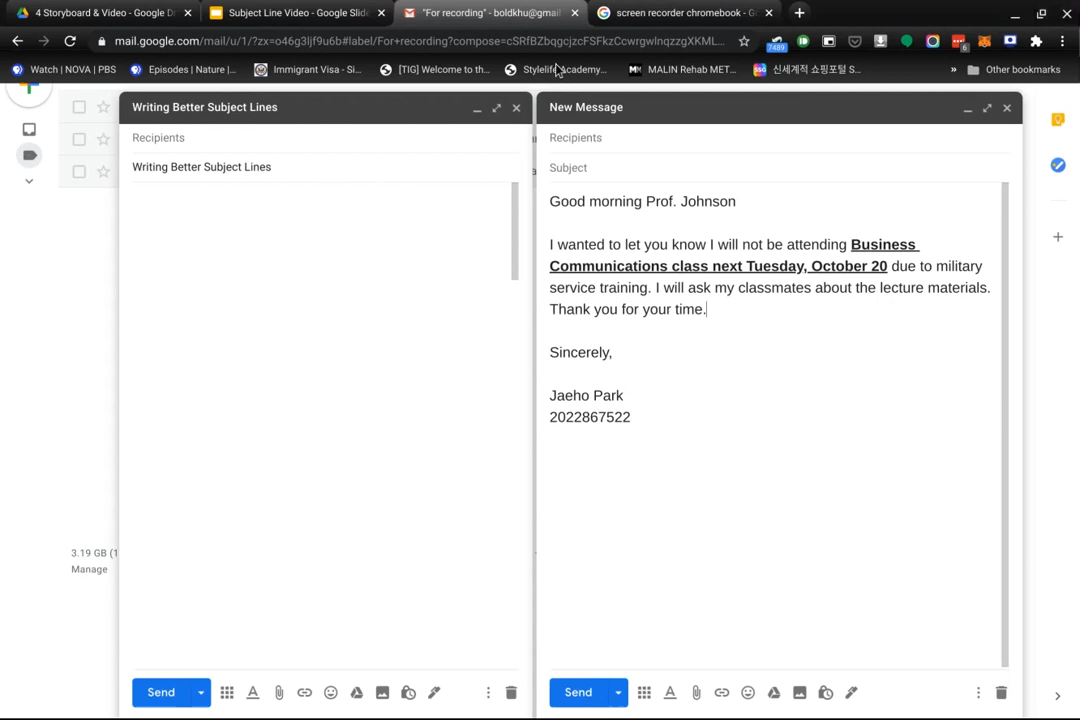 4 Storyboard & Video - Google Dr
Subject Line Video - Google Slide
"For recording" - boldkhu@gmai
screen recorder chromebook - G
mail.google.com/mail/u/1/?zx=o46g3ljf9u6b#label/For+recording?compose=cSRfBZbqgcjzcFSFkzCcwrgwlnqzzgXKML...
7489
6
Watch | NOVA | PBS
Episodes | Nature |...
Immigrant Visa - Si...
[TIG] Welcome to th...
Stylelife Academy...
MALIN Rehab MET...
신세계적 쇼핑포털 S...
»
Other bookmarks
Writing Better Subject Lines
Recipients
Writing Better Subject Lines
New Message
Recipients
Subject
Good morning Prof. Johnson
I wanted to let you know I will not be attending Business
Communications class next Tuesday, October 20 due to military
service training. I will ask my classmates about the lecture materials.
Thank you for your time.
Sincerely,
Jaeho Park
2022867522
3.19 GB (1
Manage
Send
Send